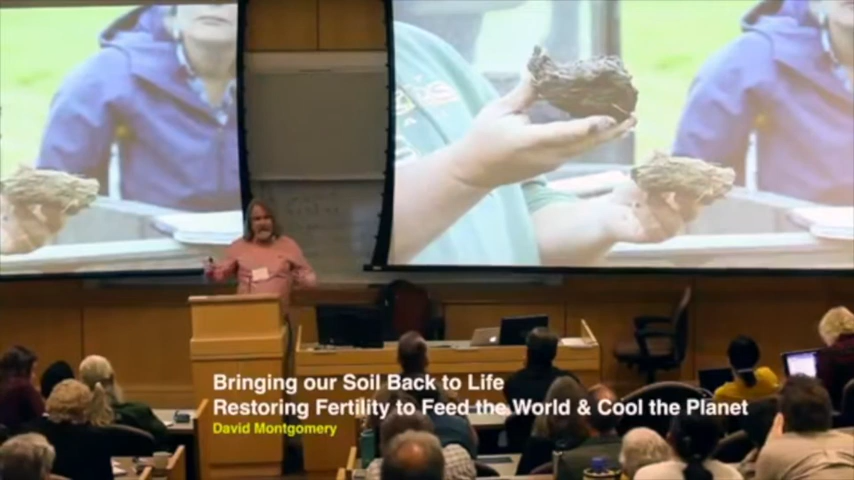 Bringing our Soil Back to Life
Restoring Fertility to Feed the World & Cool the Planet
David Montgomery